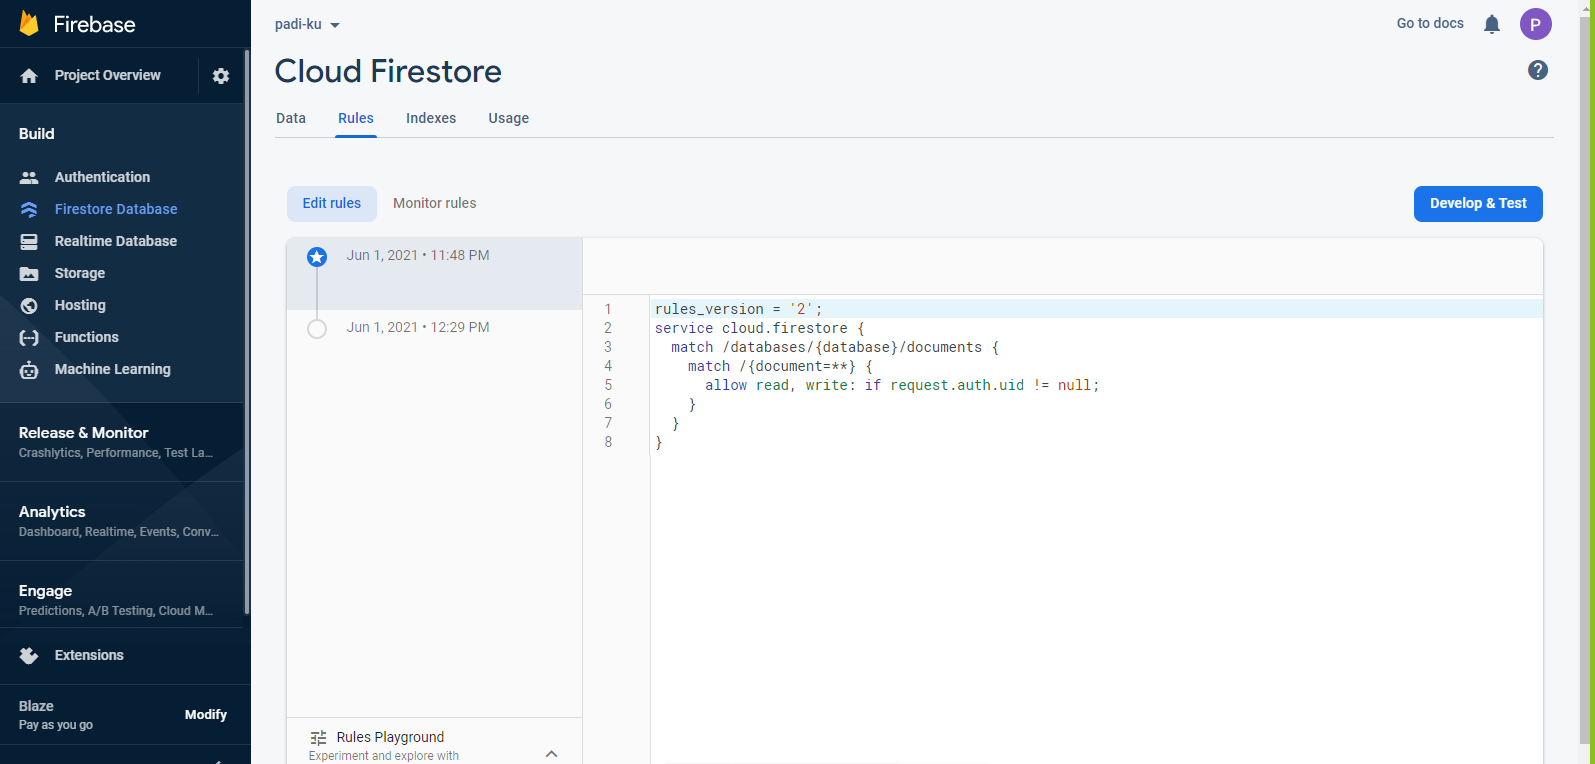 Firebase
Project Overview
Build
Authentication
Firestore Database
Realtime Database
Storage
Hosting
Functions
Machine Learning
Release & Monitor
Crashlytics, Performance, Test La...
Analytics
Dashboard, Realtime, Events, Conv...
Engage
Predictions, A/B Testing, Cloud M...
Extensions
Blaze
Pay as you go
Modify
padi-ku
Go to docs
P
Cloud Firestore
?
Data Rules Indexes Usage
Edit rules Monitor rules
Develop & Test
Jun 1, 2021 • 11:48 PM
Jun 1, 2021 • 12:29 PM
1 rules_version = '2';
2 service cloud.firestore {
3   match /databases/{database}/documents {
4     match /{document=**} {
5       allow read, write: if request.auth.uid != null;
6     }
7   }
8 }
Rules Playground
Experiment and explore with